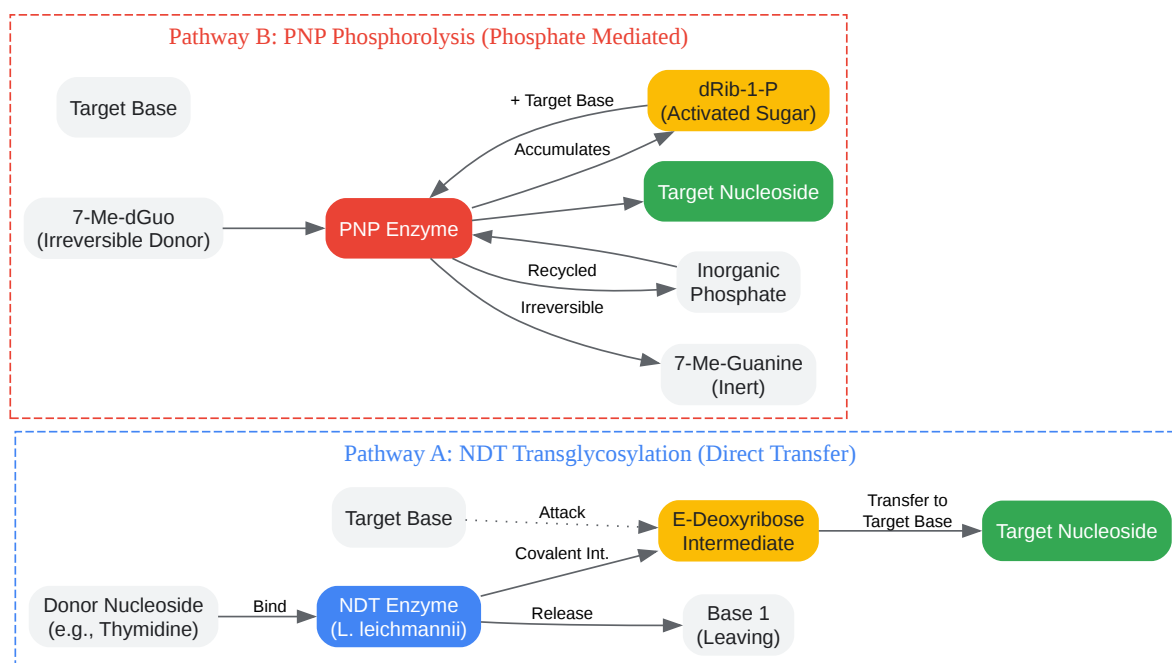 Pathway B: PNP Phosphorolysis (Phosphate Mediated)
Target Base
dRib-1-P
(Activated Sugar)
+ Target Base
Accumulates
Target Nucleoside
7-Me-dGuo
(Irreversible Donor)
PNP Enzyme
Inorganic
Phosphate
Recycled
Irreversible
7-Me-Guanine
(Inert)
Pathway A: NDT Transglycosylation (Direct Transfer)
Target Base
Attack
E-Deoxyribose
Intermediate
Transfer to
Target Base
Target Nucleoside
Covalent Int.
Donor Nucleoside
(e.g., Thymidine)
Bind
NDT Enzyme
(L. leichmannii)
Release
Base 1
(Leaving)